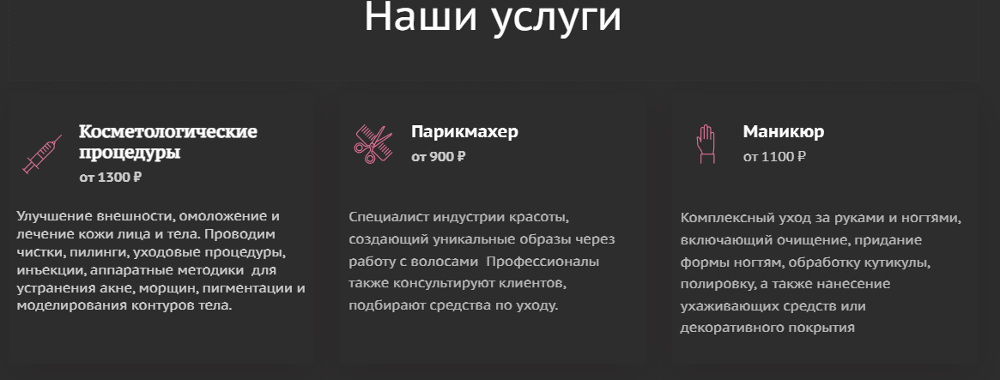 Наши услуги
Косметологические
процедуры
от 1300 ₽
Улучшение внешности, омоложение и
лечение кожи лица и тела. Проводим
чистки, пилинги, уходовые процедуры,
инъекции, аппаратные методики для
устранения акне, морщин, пигментации и
моделирования контуров тела.
Парикмахер
от 900 ₽
Специалист индустрии красоты,
создающий уникальные образы через
работу с волосами Профессионалы
также консультируют клиентов,
подбирают средства по уходу.
Маникюр
от 1100 ₽
Комплексный уход за руками и ногтями,
включающий очищение, придание
формы ногтям, обработку кутикулы,
полировку, а также нанесение
ухаживающих средств или
декоративного покрытия